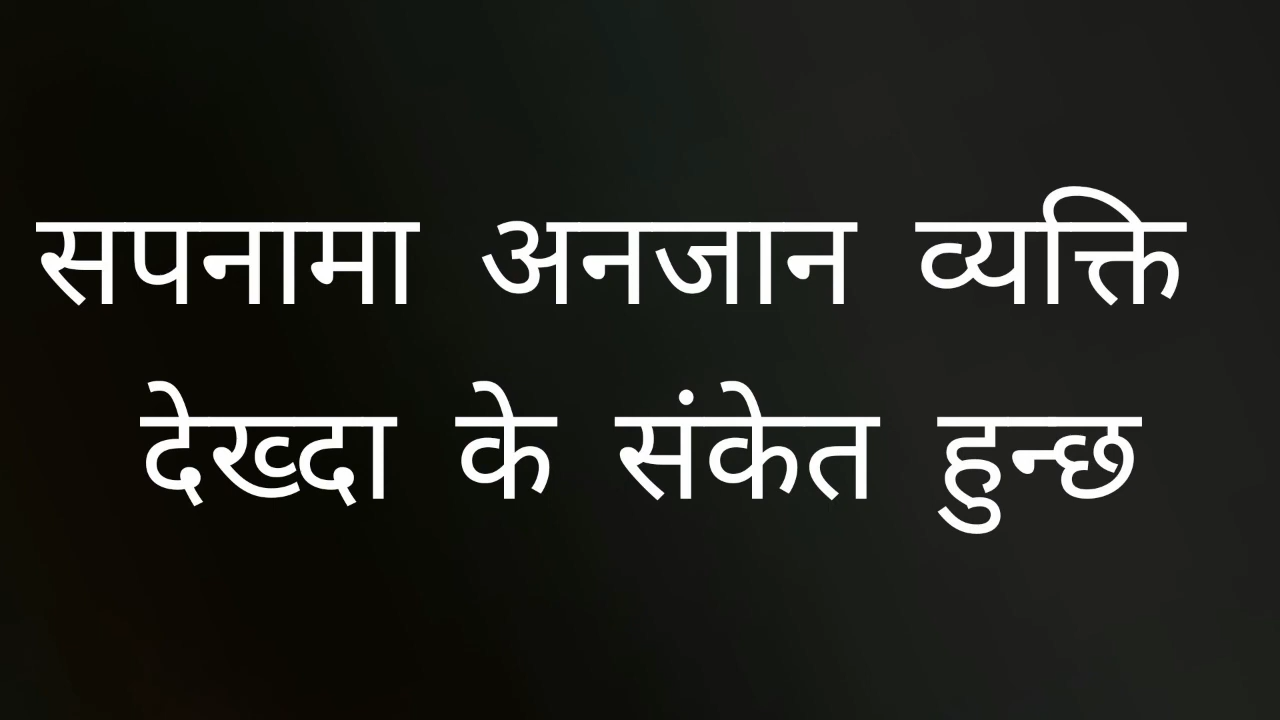 सपनामा अनजान व्यक्ति
देख्दा के संकेत हुन्छ